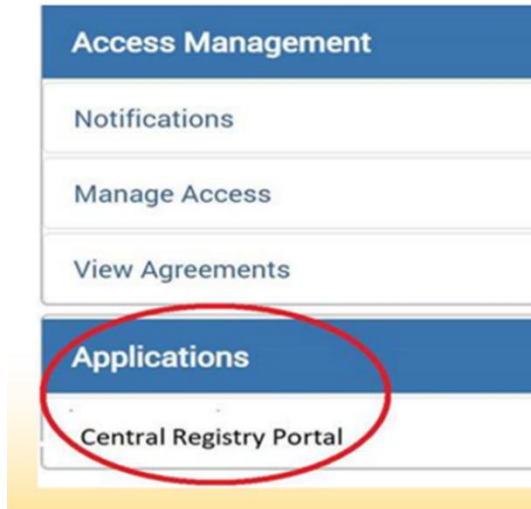 Access Management
Notifications
Manage Access
View Agreements
Applications
Central Registry Portal